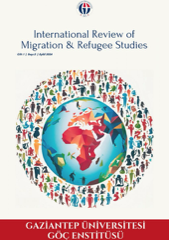 International Review of
Migration & Refugee Studies
GAZİANTEP ÜNİVERSİTESİ
GÖÇ ENSTİTÜSÜ